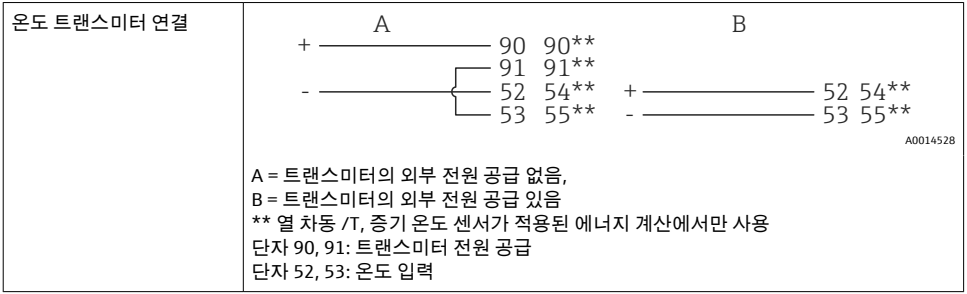 온도 트랜스미터 연결
A B
+ 90 90**
91 91**
- 52 54** + 52 54**
53 55** - 53 55**
A0014528
A = 트랜스미터의 외부 전원 공급 없음,
B = 트랜스미터의 외부 전원 공급 있음
** 열 차동 /T, 증기 온도 센서가 적용된 에너지 계산에서만 사용
단자 90, 91: 트랜스미터 전원 공급
단자 52, 53: 온도 입력